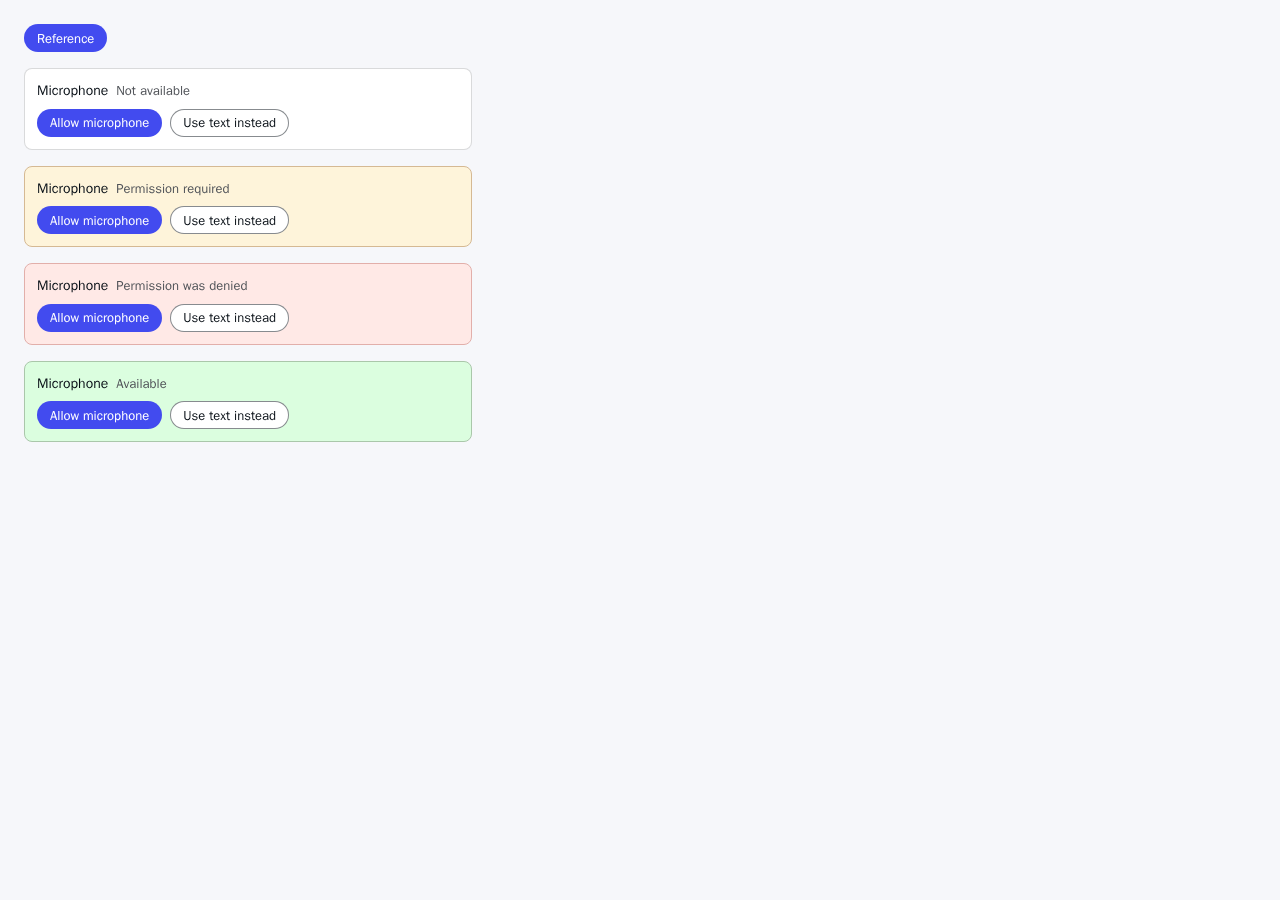 Reference
Microphone Not available
Allow microphone Use text instead
Microphone Permission required
Allow microphone Use text instead
Microphone Permission was denied
Allow microphone Use text instead
Microphone Available
Allow microphone Use text instead